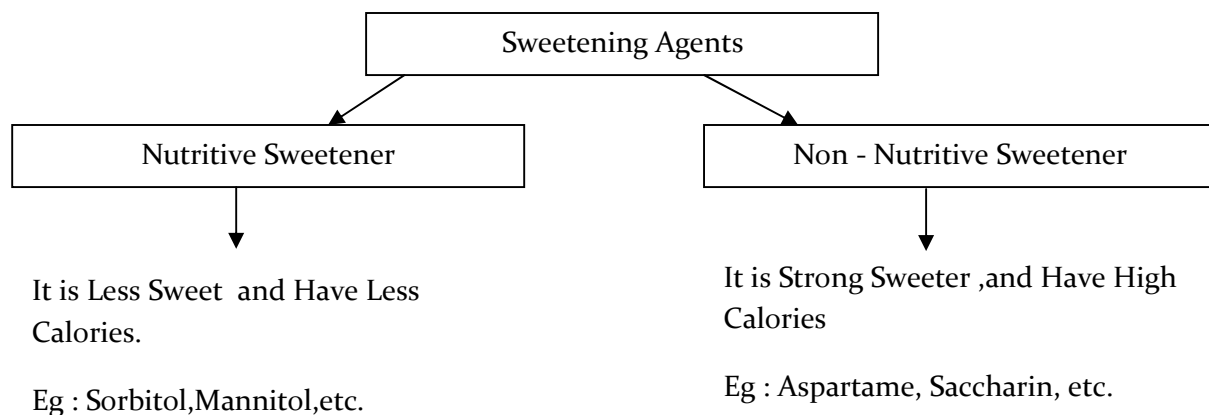 Sweetening Agents
Nutritive Sweetener
Non - Nutritive Sweetener
It is Less Sweet and Have Less
Calories.
Eg : Sorbitol,Mannitol,etc.
It is Strong Sweeter ,and Have High
Calories
Eg : Aspartame, Saccharin, etc.